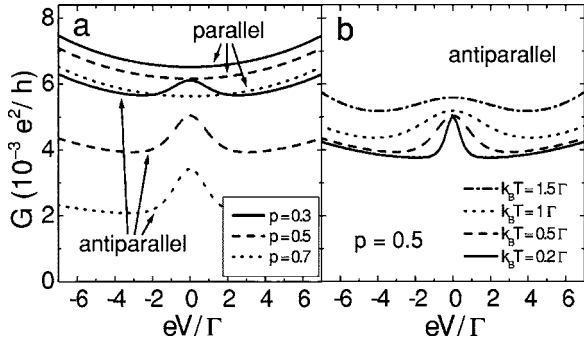 a
parallel
antiparallel
G (10⁻³ e²/h)
8
6
4
2
0
p = 0.3
p = 0.5
p = 0.7
-6 -4 -2 0 2 4 6
eV/Γ
b
antiparallel
p = 0.5
k_BT = 1.5 Γ
k_BT = 1 Γ
k_BT = 0.5 Γ
k_BT = 0.2 Γ
-6 -4 -2 0 2 4 6
eV/Γ